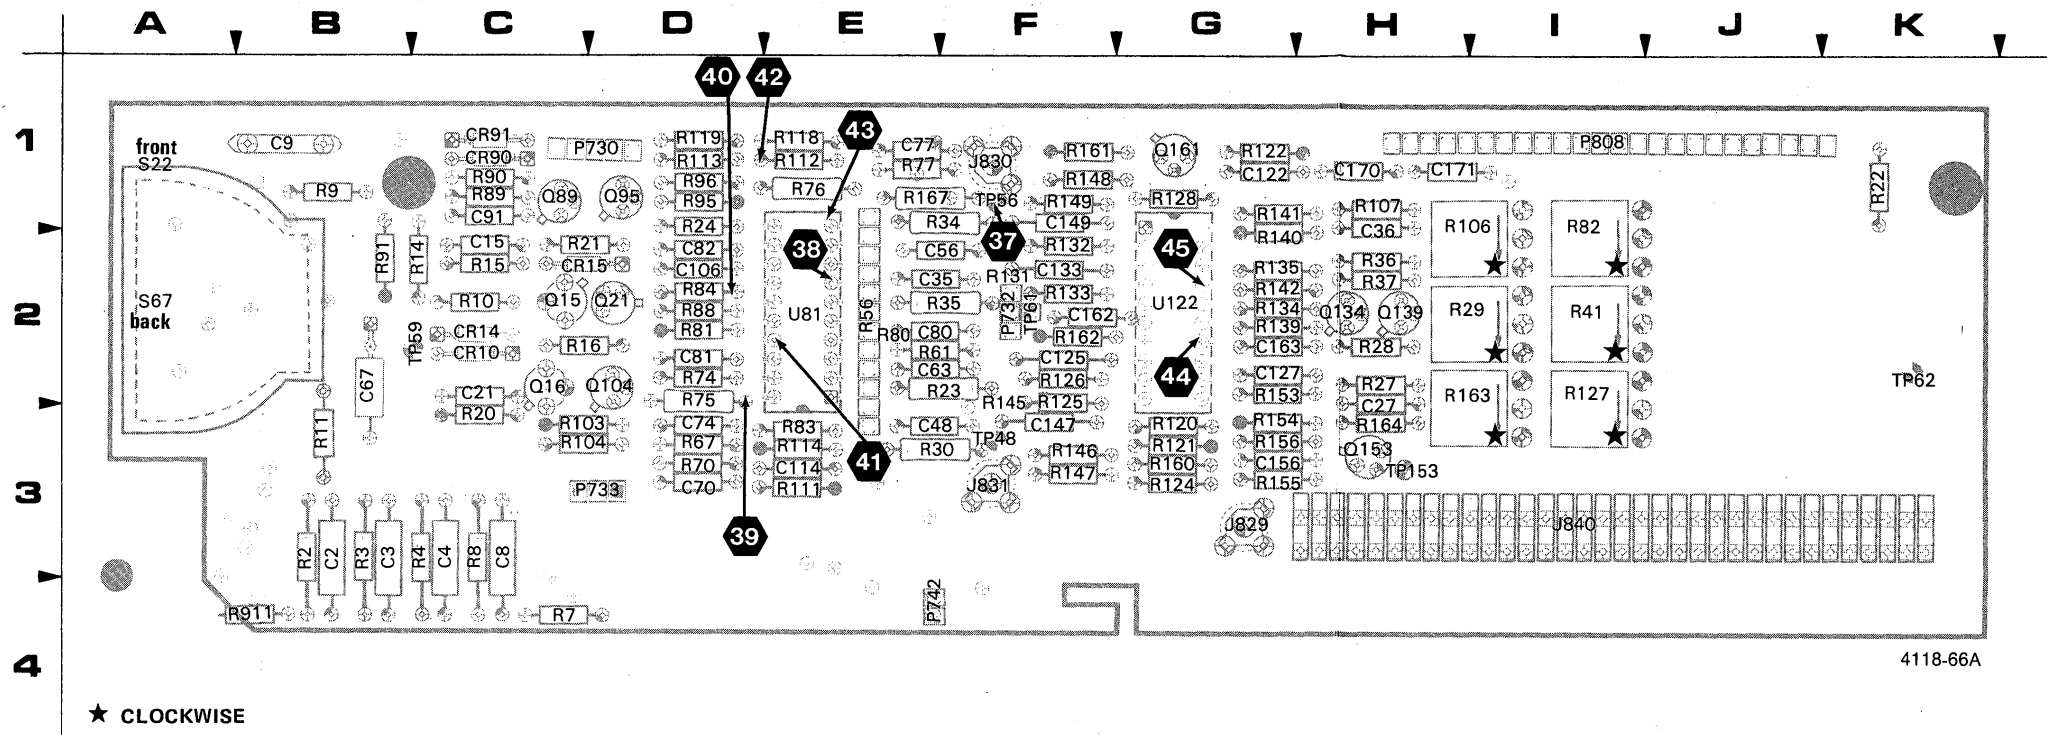 A B C D E F G H I J K
40 42
1
front
S22
C9
CR91
P730
R119
R118
43
C77
J830
R161
Q161
R122
P808
CR90
R113
R112
R77
C122
C170
C171
R9
R90
R89
C91
Q89
Q95
R96
R95
R76
R167
TP56
R148
R149
R128
R221
R24
R34
C149
R141
R107
R106
R82
R91
R14
C15
R21
C82
38
C56
37
R132
45
R140
C36
R15
CR15
C106
R131
C133
R135
R36
2
S67
back
R10
Q15
Q21
R84
R88
R81
U81
R56
C35
R35
P732
TP61
R133
U122
R142
R37
R134
Q134
Q139
R29
R41
TP59
CR14
CR10
R16
R80
C80
R61
C162
R162
R139
C163
R28
C67
C81
R74
C63
R23
C125
R126
44
C127
R153
R27
TP62
C21
R20
Q16
Q104
R75
R145
R125
C27
R163
R127
R11
R103
R104
C74
R67
R83
R114
C48
R30
TP48
C147
R120
R121
R154
R156
R164
Q153
3
R70
C70
C114
R111
41
J831
R146
R147
R160
R124
C156
R155
TP153
P733
39
J829
J840
R2
C2
R3
C3
R4
C4
R8
C8
R911
R7
P742
4
4118-66A
★ CLOCKWISE